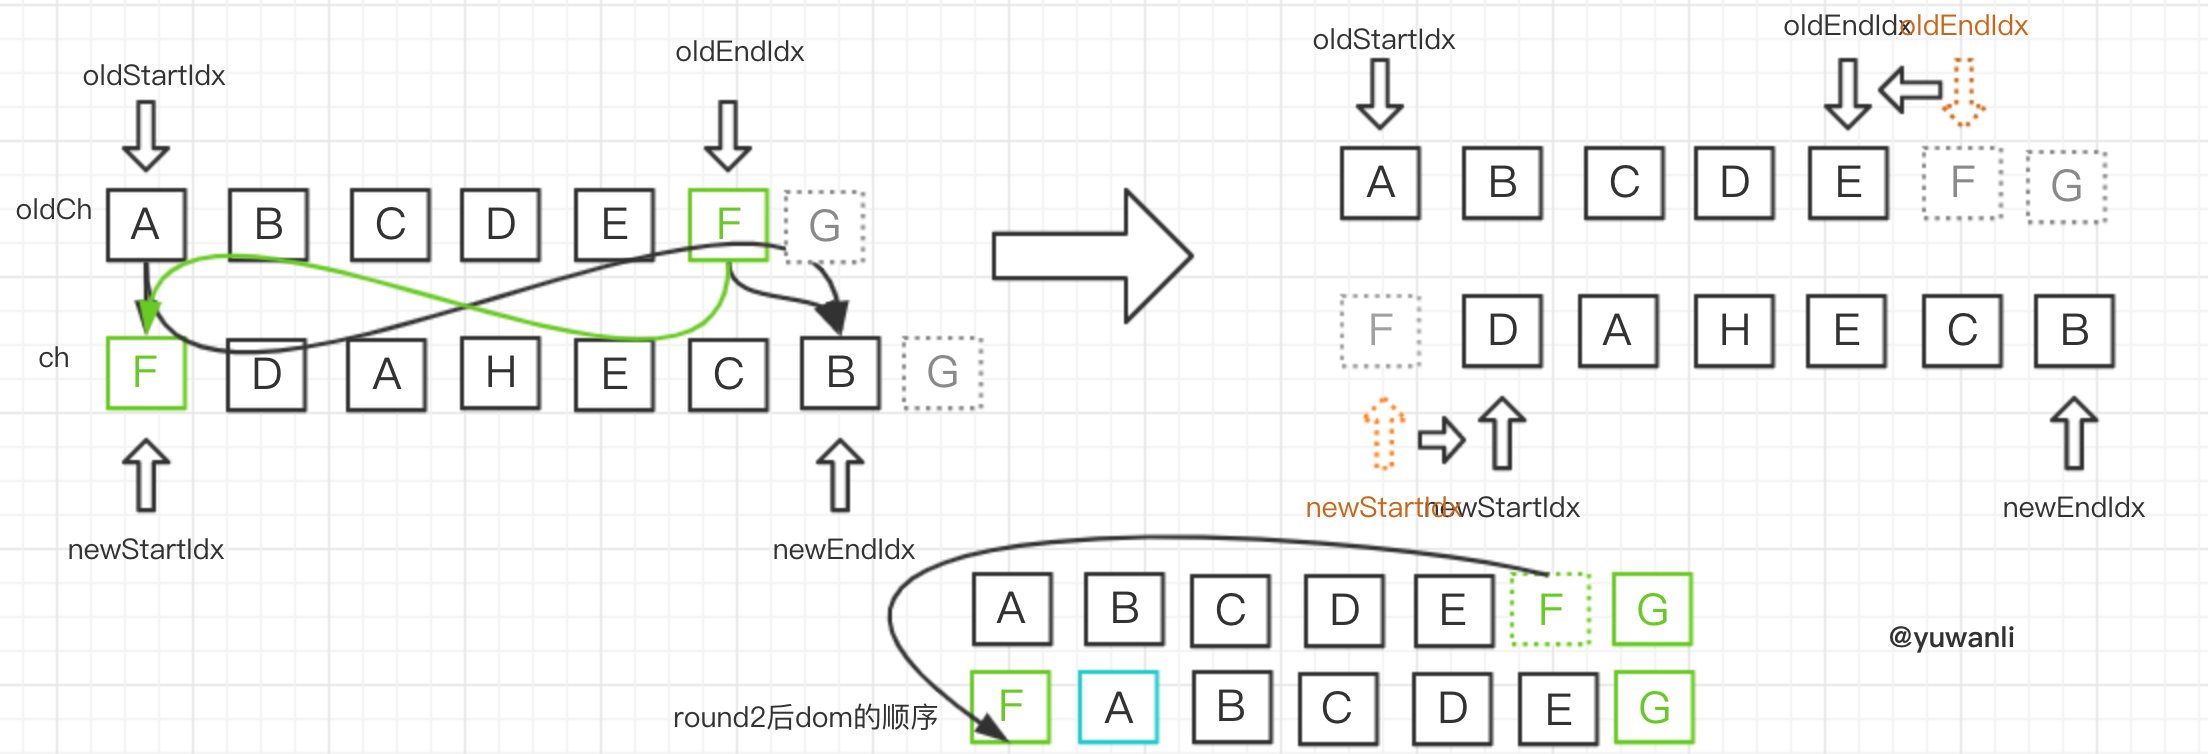 oldStartIdx
oldEndIdx
oldCh
A B C D E F G
ch
F D A H E C B G
newStartIdx
newEndIdx
oldStartIdx
oldEndIdx
oldEndIdx
A B C D E F G
F D A H E C B
newStartIdx
newStartIdx
newEndIdx
A B C D E F G
@yuwanli
round2后dom的顺序
F A B C D E G